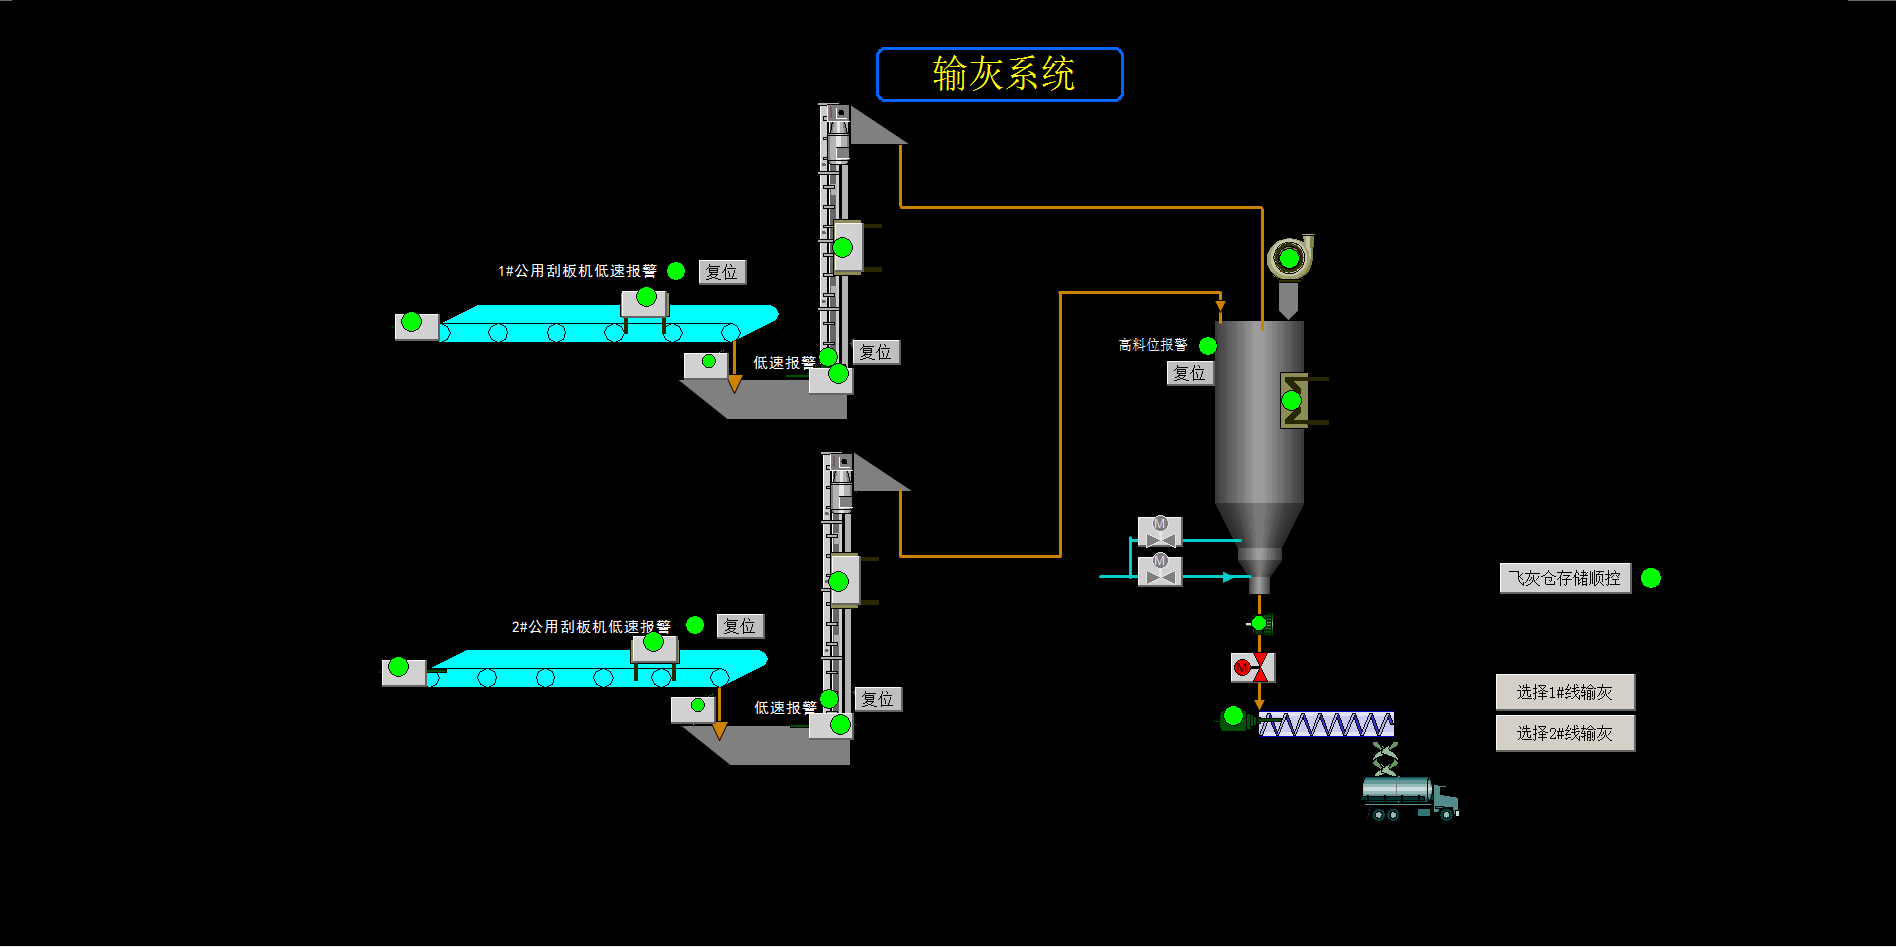 输灰系统
1#公用刮板机低速报警
复位
低速报警
复位
高料位报警
复位
M
M
飞灰仓存储顺控
2#公用刮板机低速报警
复位
M
低速报警
复位
选择1#线输灰
选择2#线输灰